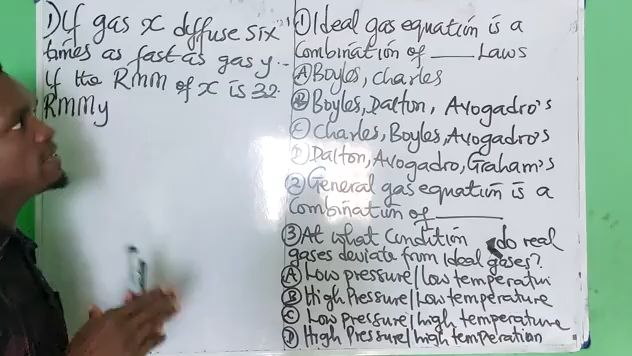 1) If gas x diffuse six
times as fast as gas y..
If the RMM of x is 32
RMMy
① Ideal gas equation is a
Combination of ____ Laws
Ⓐ Boyles, Charles
Ⓑ Boyles, Dalton, Avogadro's
Ⓒ Charles, Boyles, Avogadro's
Ⓓ Dalton, Avogadro, Graham's
② General gas equation is a
Combination of ____
③ At what Condition do real
gases deviate from Ideal gases?
Ⓐ Low pressure/low temperatur
Ⓑ High Pressure/Low temperature
Ⓒ Low Pressure/high temperature
Ⓓ High Pressure/high temperation